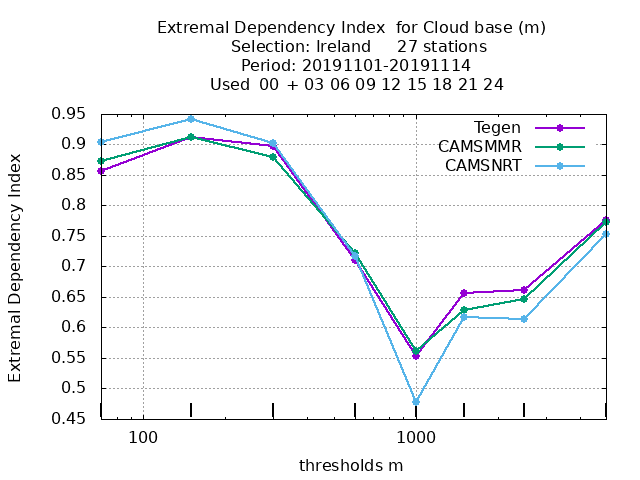 Extremal Dependency Index  for Cloud base (m)
Selection: Ireland     27 stations
Period: 20191101-20191114
Used  00 + 03 06 09 12 15 18 21 24
Extremal Dependency Index
0.95
0.9
0.85
0.8
0.75
0.7
0.65
0.6
0.55
0.5
0.45
Tegen
CAMSMMR
CAMSNRT
100
1000
thresholds m